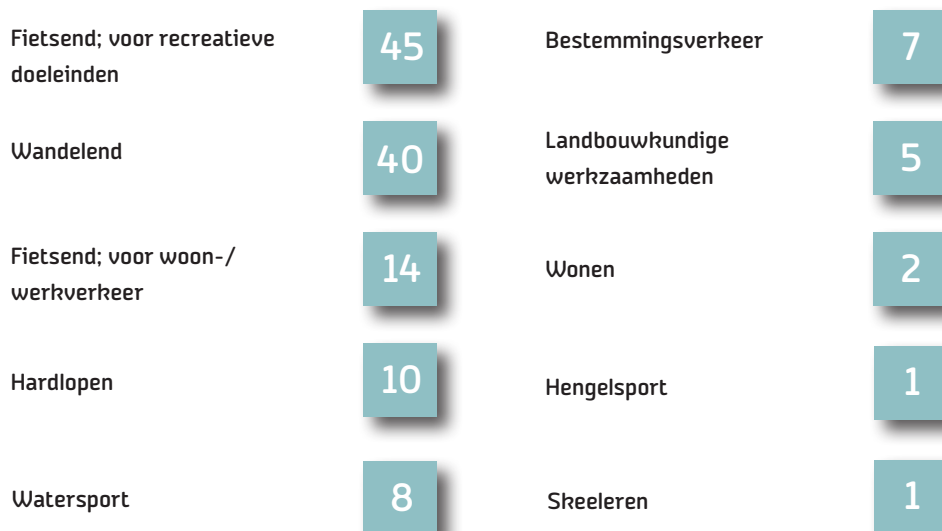 Fietsend; voor recreatieve
doeleinden
45
Wandelend
40
Fietsend; voor woon-/
werkverkeer
14
Hardlopen
10
Watersport
8
Bestemmingsverkeer
7
Landbouwkundige
werkzaamheden
5
Wonen
2
Hengelsport
1
Skeeleren
1